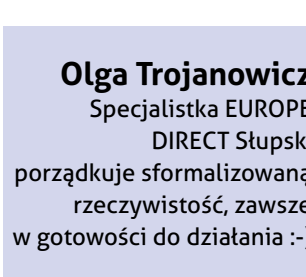 Olga Trojanowicz
Specjalistka EUROPE
DIRECT Słupsk
porządkuje sformalizowaną
rzeczywistość, zawsze
w gotowości do działania :-)